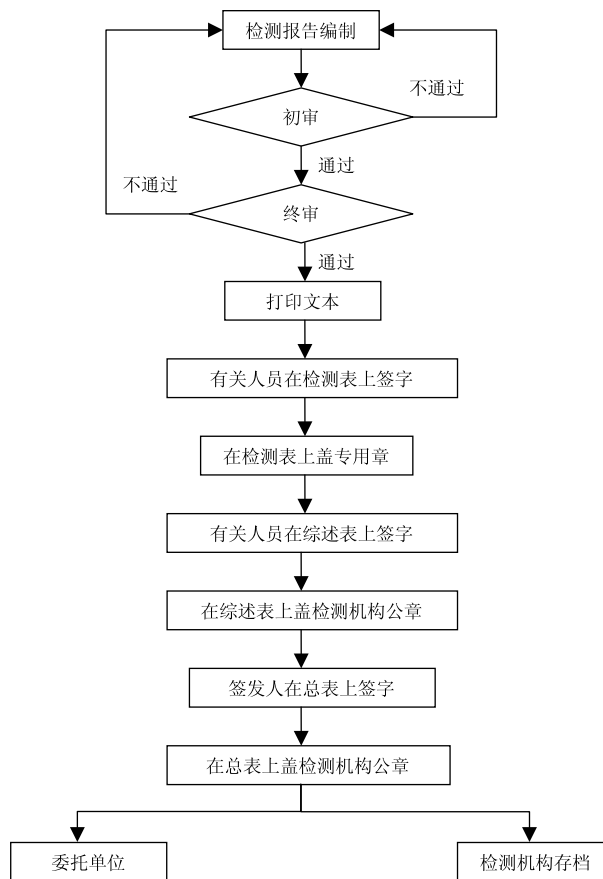 检测报告编制
不通过
初审
通过
不通过
终审
通过
打印文本
有关人员在检测表上签字
在检测表上盖专用章
有关人员在综述表上签字
在综述表上盖检测机构公章
签发人在总表上签字
在总表上盖检测机构公章
委托单位
检测机构存档